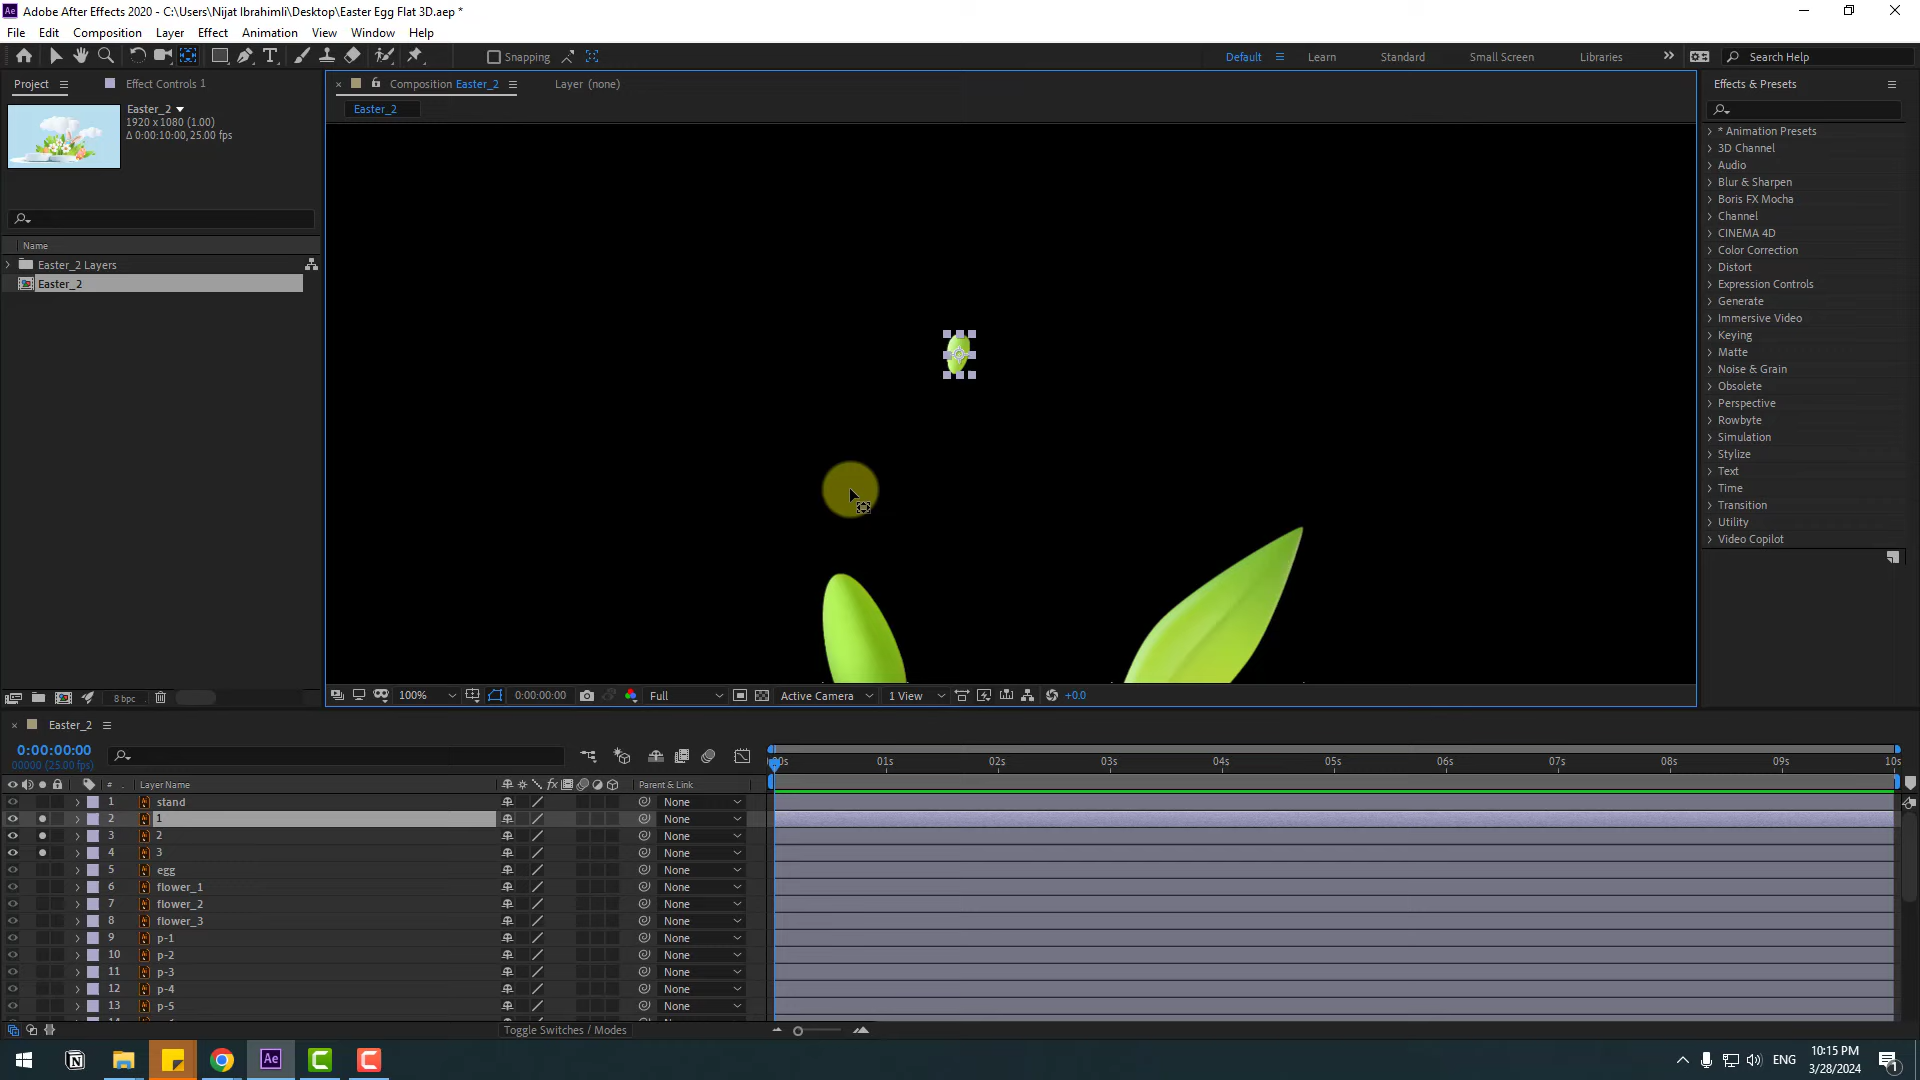 Adobe After Effects 2020 - C:\Users\Nijat Ibrahimli\Desktop\Easter Egg Flat 3D.aep *
File Edit Composition Layer Effect Animation View Window Help
Snapping
Default Learn Standard Small Screen Libraries Search Help
Project Effect Controls 1
Composition Easter_2 Layer (none)
Effects & Presets
Easter_2
1920 x 1080 (1.00)
Δ 0:00:10:00, 25.00 fps
Easter_2
Name
Easter_2 Layers
Easter_2
* Animation Presets
3D Channel
Audio
Blur & Sharpen
Boris FX Mocha
Channel
CINEMA 4D
Color Correction
Distort
Expression Controls
Generate
Immersive Video
Keying
Matte
Noise & Grain
Obsolete
Perspective
Rowbyte
Simulation
Stylize
Text
Time
Transition
Utility
Video Copilot
8 bpc
100% 0:00:00:00 Full Active Camera 1 View +0.0
Easter_2
0:00:00:00
00000 (25.00 fps)
:00s 01s 02s 03s 04s 05s 06s 07s 08s 09s 10s
# Layer Name Parent & Link
1 stand None
2 1 None
3 2 None
4 3 None
5 egg None
6 flower_1 None
7 flower_2 None
8 flower_3 None
9 p-1 None
10 p-2 None
11 p-3 None
12 p-4 None
13 p-5 None
Toggle Switches / Modes
Ae
ENG
10:15 PM
3/28/2024
1